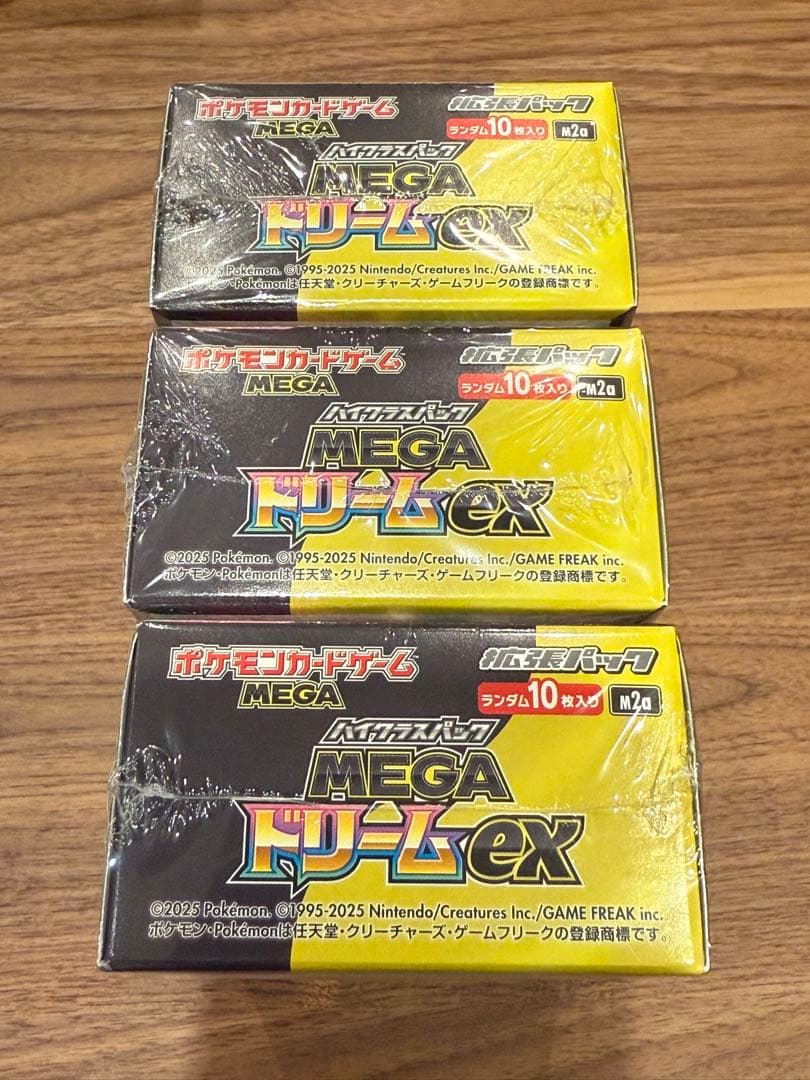 ポケモンカードゲーム 拡張パック
MEGA ランダム10枚入り M2a
ハイクラスパック
MEGA
ドリームex
©2025 Pokémon. ©1995-2025 Nintendo/Creatures Inc./GAME FREAK inc.
ポケモン・Pokémonは任天堂・クリーチャーズ・ゲームフリークの登録商標です。
ポケモンカードゲーム 拡張パック
MEGA ランダム10枚入り M2a
ハイクラスパック
MEGA
ドリームex
©2025 Pokémon. ©1995-2025 Nintendo/Creatures Inc./GAME FREAK inc.
ポケモン・Pokémonは任天堂・クリーチャーズ・ゲームフリークの登録商標です。
ポケモンカードゲーム 拡張パック
MEGA ランダム10枚入り M2a
ハイクラスパック
MEGA
ドリームex
©2025 Pokémon. ©1995-2025 Nintendo/Creatures Inc./GAME FREAK inc.
ポケモン・Pokémonは任天堂・クリーチャーズ・ゲームフリークの登録商標です。